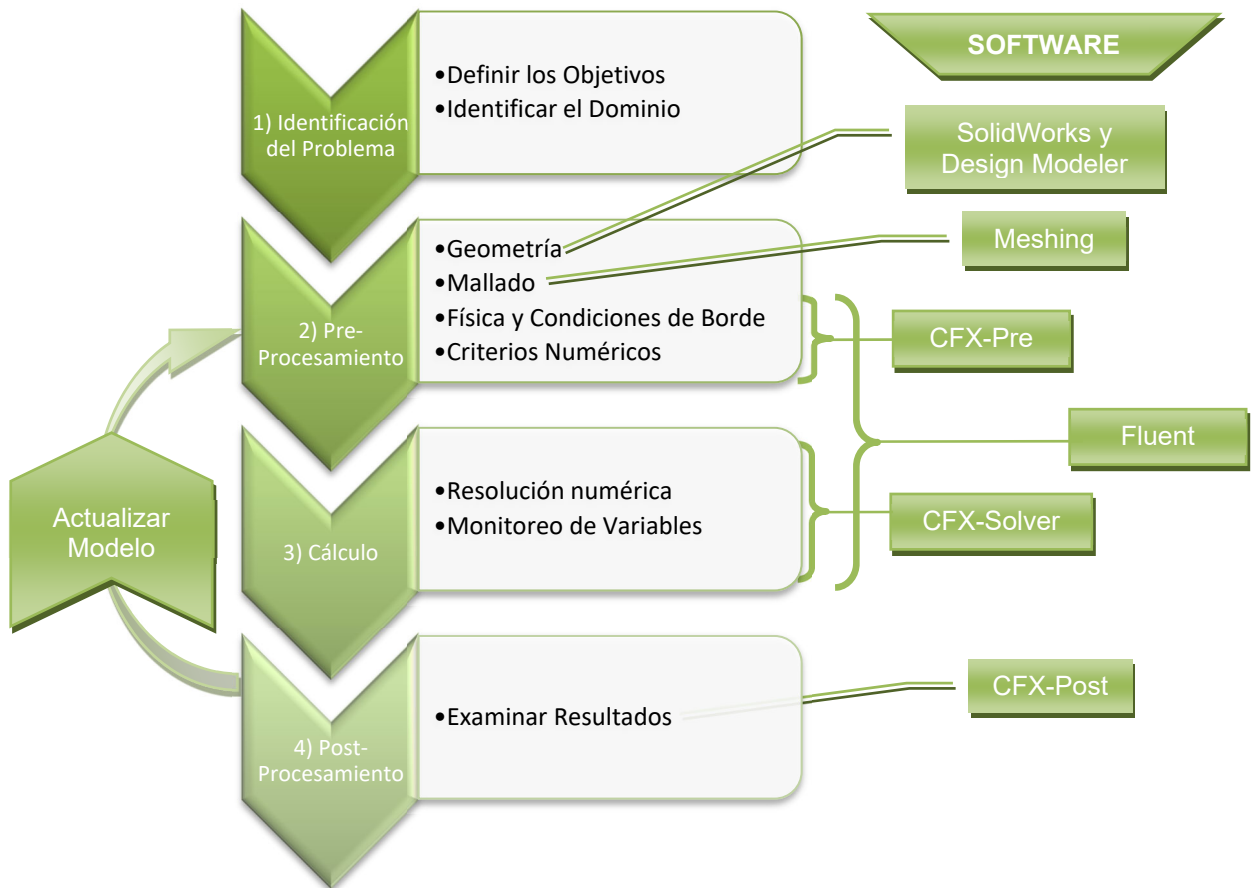 SOFTWARE
1) Identificación
del Problema
•Definir los Objetivos
•Identificar el Dominio
SolidWorks y
Design Modeler
2) Pre-
Procesamiento
•Geometría
•Mallado
•Física y Condiciones de Borde
•Criterios Numéricos
Meshing
CFX-Pre
Fluent
Actualizar
Modelo
3) Cálculo
•Resolución numérica
•Monitoreo de Variables
CFX-Solver
4) Post-
Procesamiento
•Examinar Resultados
CFX-Post